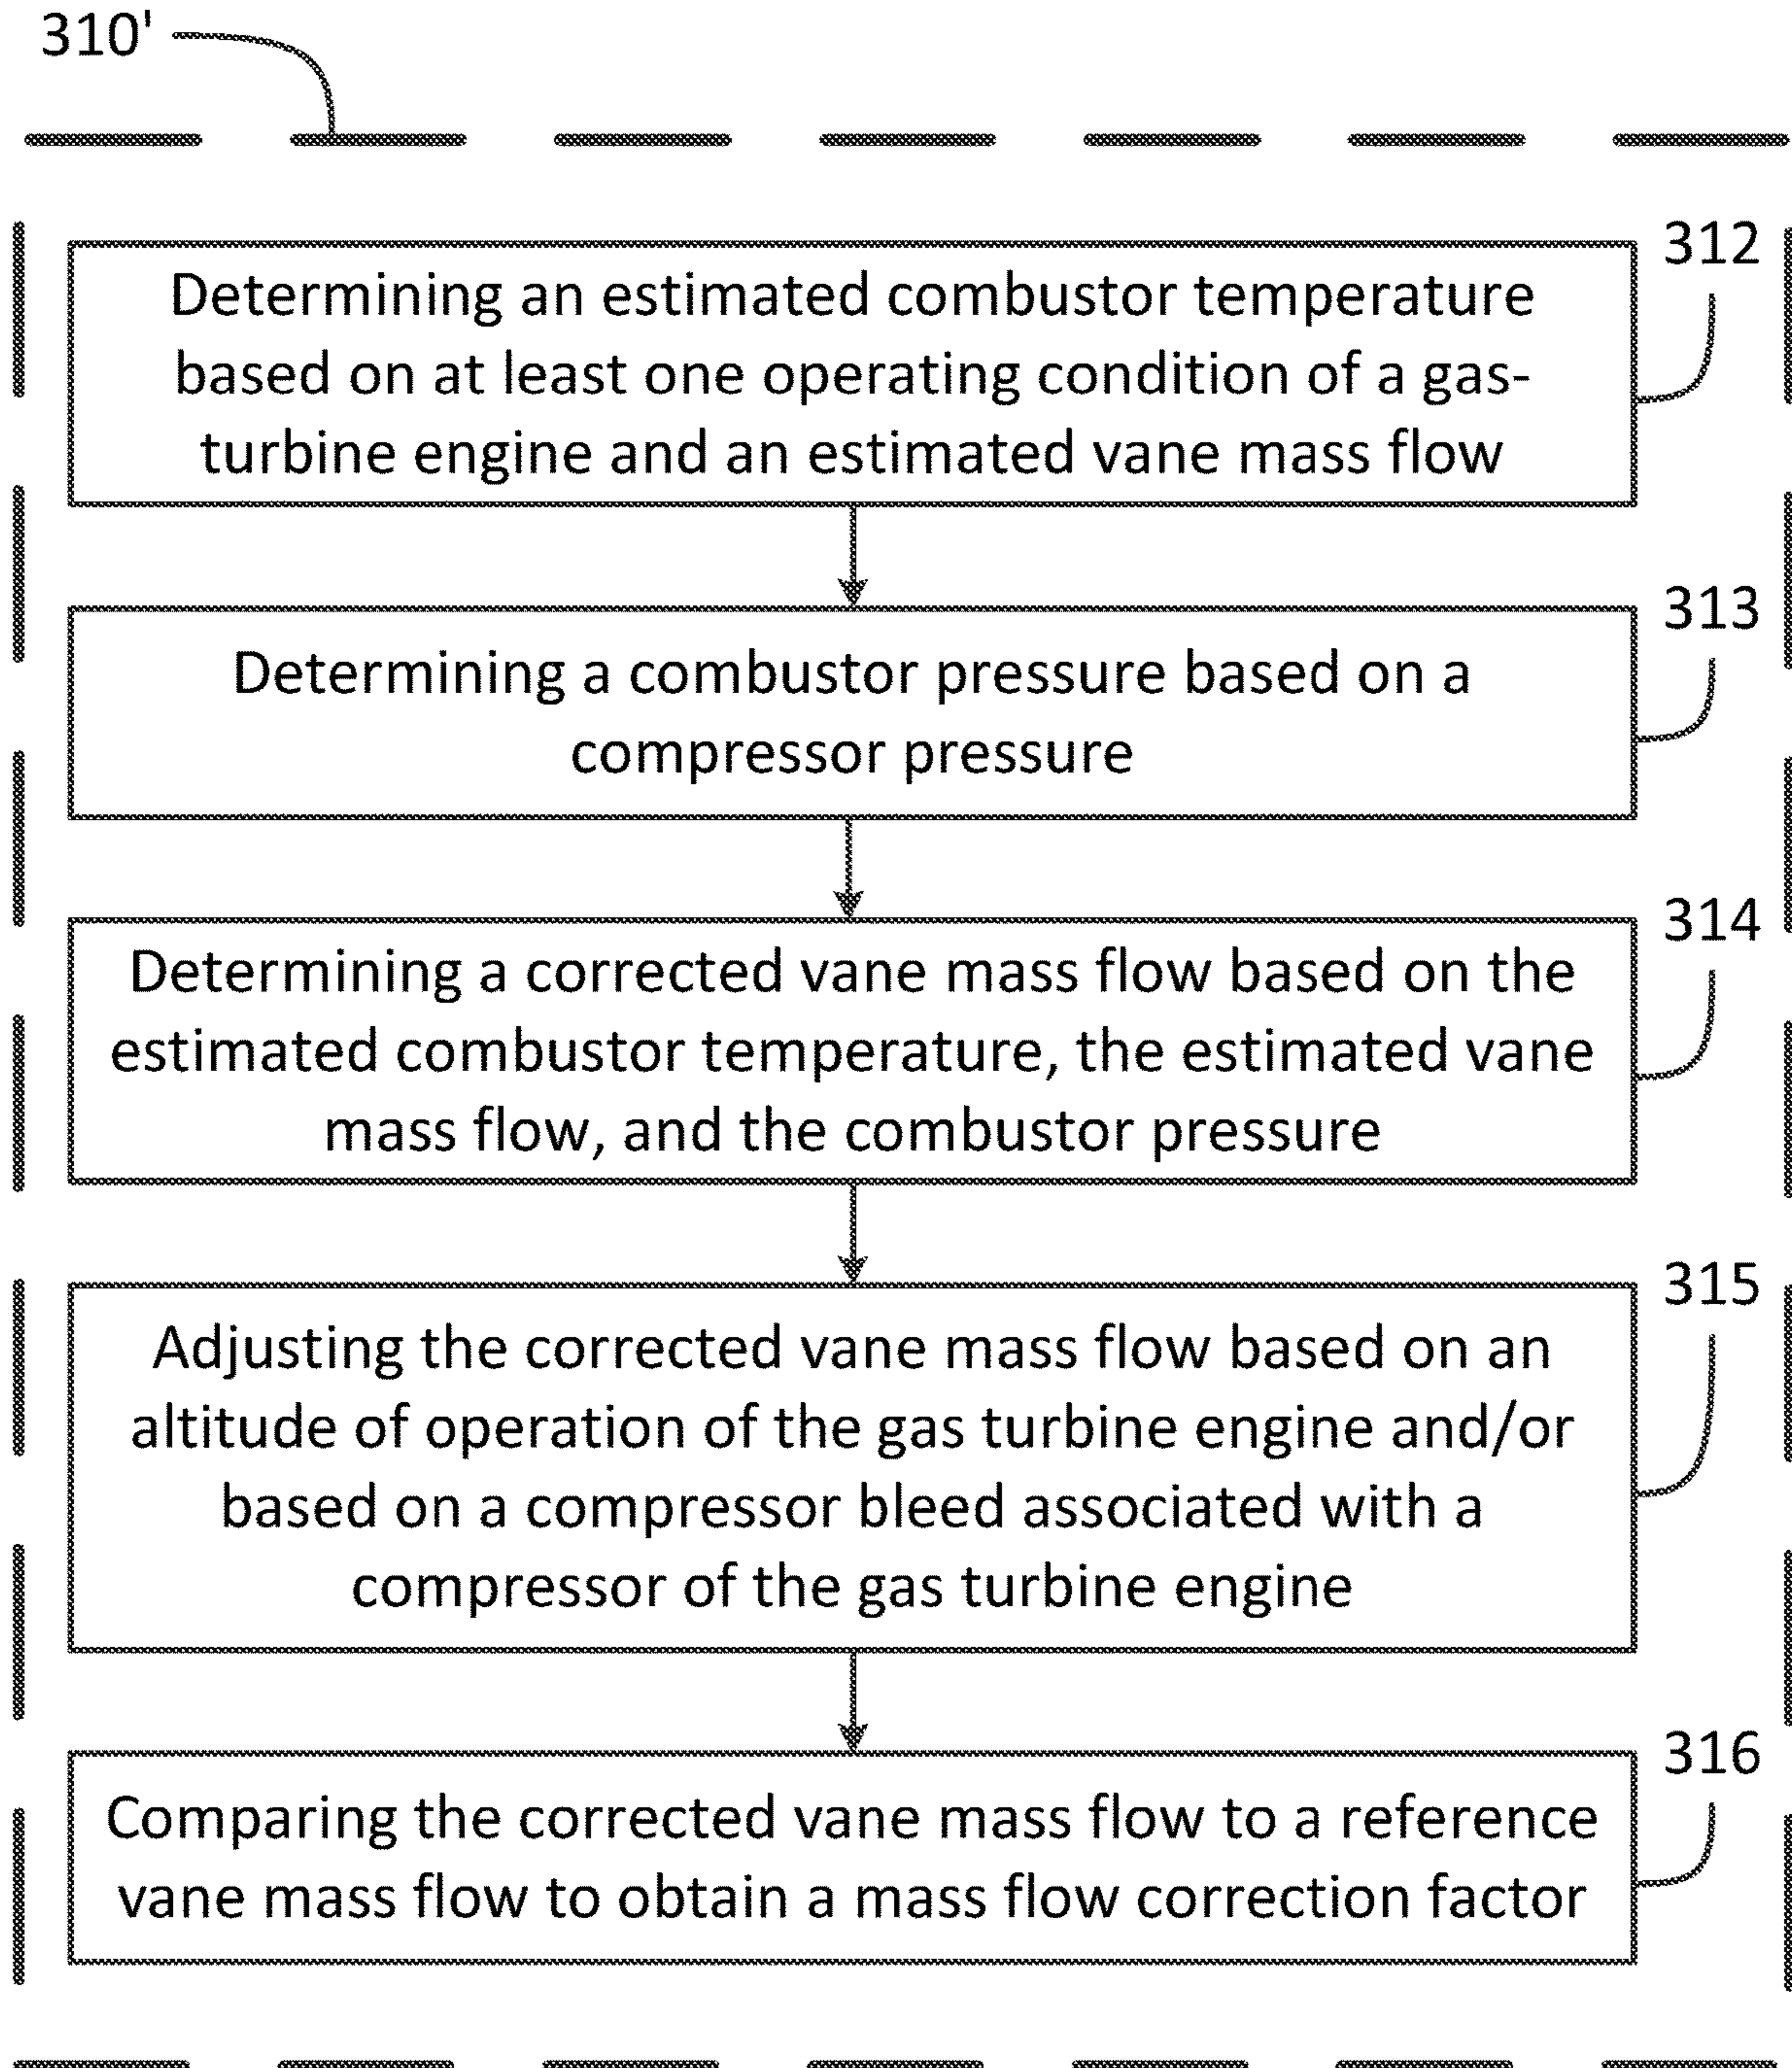 310'
312
Determining an estimated combustor temperature
based on at least one operating condition of a gas-
turbine engine and an estimated vane mass flow
313
Determining a combustor pressure based on a
compressor pressure
314
Determining a corrected vane mass flow based on the
estimated combustor temperature, the estimated vane
mass flow, and the combustor pressure
315
Adjusting the corrected vane mass flow based on an
altitude of operation of the gas turbine engine and/or
based on a compressor bleed associated with a
compressor of the gas turbine engine
316
Comparing the corrected vane mass flow to a reference
vane mass flow to obtain a mass flow correction factor